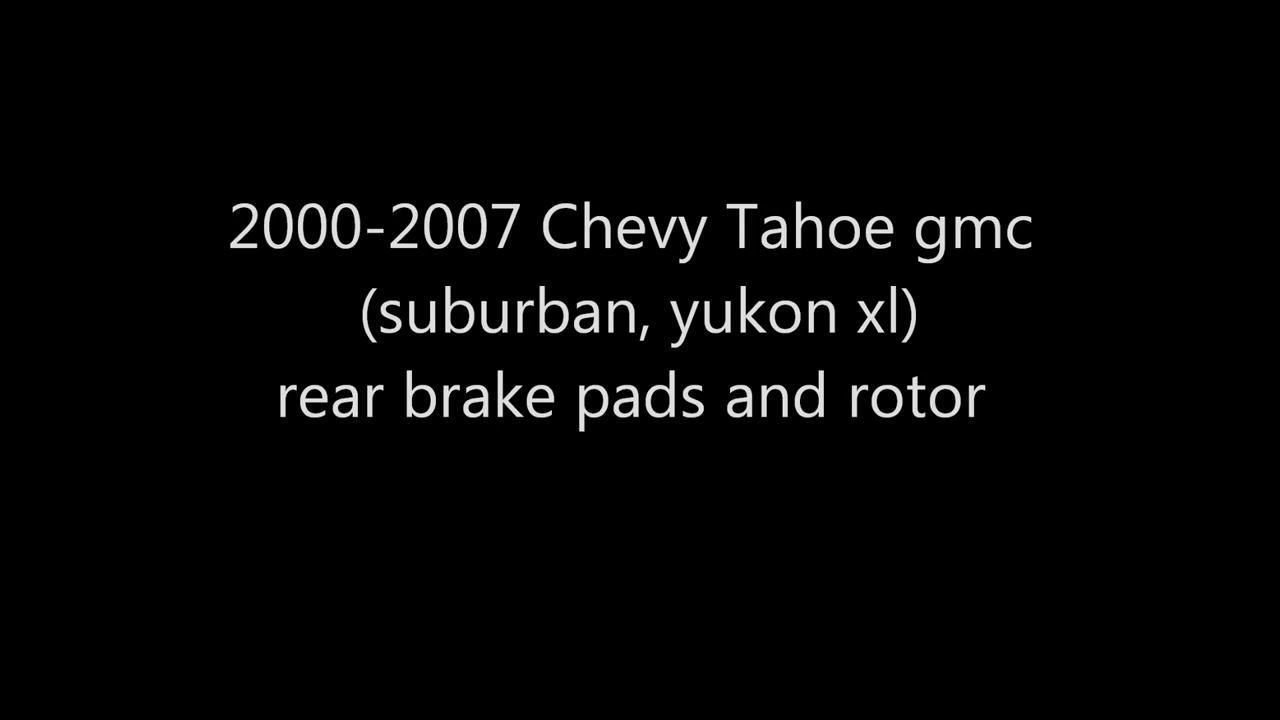 2000-2007 Chevy Tahoe gmc
(suburban, yukon xl)
rear brake pads and rotor